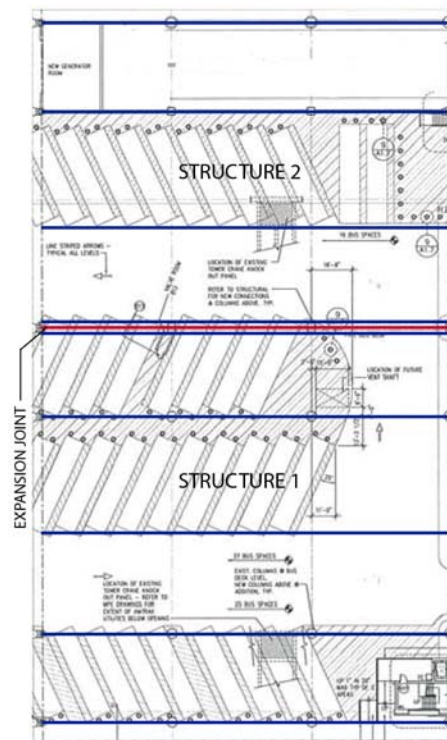 NEW GENERATOR
ROOM
STRUCTURE 2
LINE STRIPED ARROWS -
TYPICAL ALL LEVELS
LOCATION OF EXISTING
TOWER CRANE KNOCK
OUT PANEL
16 BUS SPACES
REFER TO STRUCTURAL
FOR NEW CONNECTIONS
& COLUMNS ABOVE, TYP.
LOCATION OF FUTURE
VENT SHAFT
EXPANSION JOINT
STRUCTURE 1
LOCATION OF EXISTING
TOWER CRANE KNOCK
OUT PANEL - REFER TO
MPE DRAWINGS FOR
EXTENT OF AMTRAK
UTILITIES BELOW OPENING
27 BUS SPACES
EXIST. COLUMNS @ BUS
DECK LEVEL,
NEW COLUMNS ABOVE @
ADDITION, TYP.
25 BUS SPACES